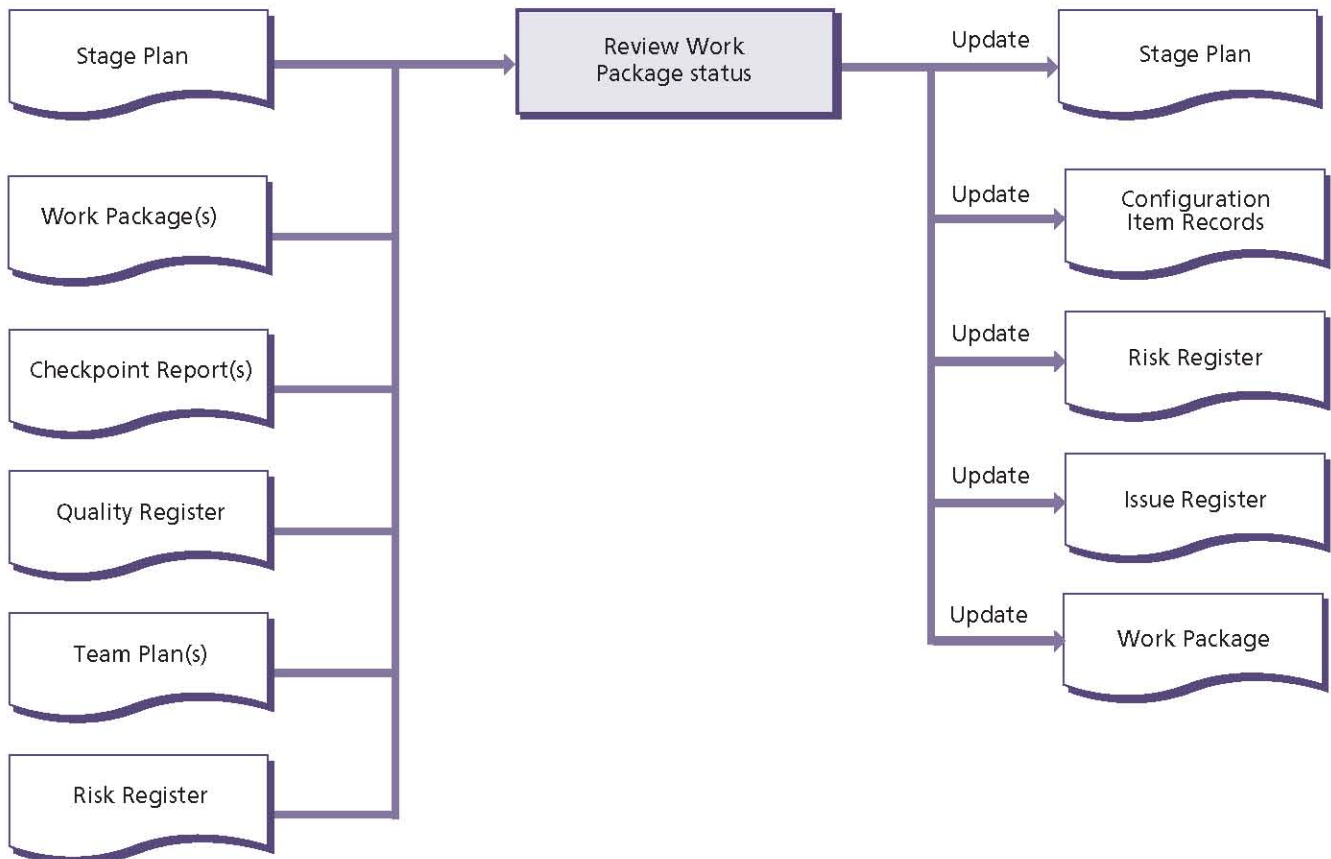 Stage Plan
Work Package(s)
Checkpoint Report(s)
Quality Register
Team Plan(s)
Risk Register
Review Work
Package status
Update
Stage Plan
Update
Configuration
Item Records
Update
Risk Register
Update
Issue Register
Update
Work Package